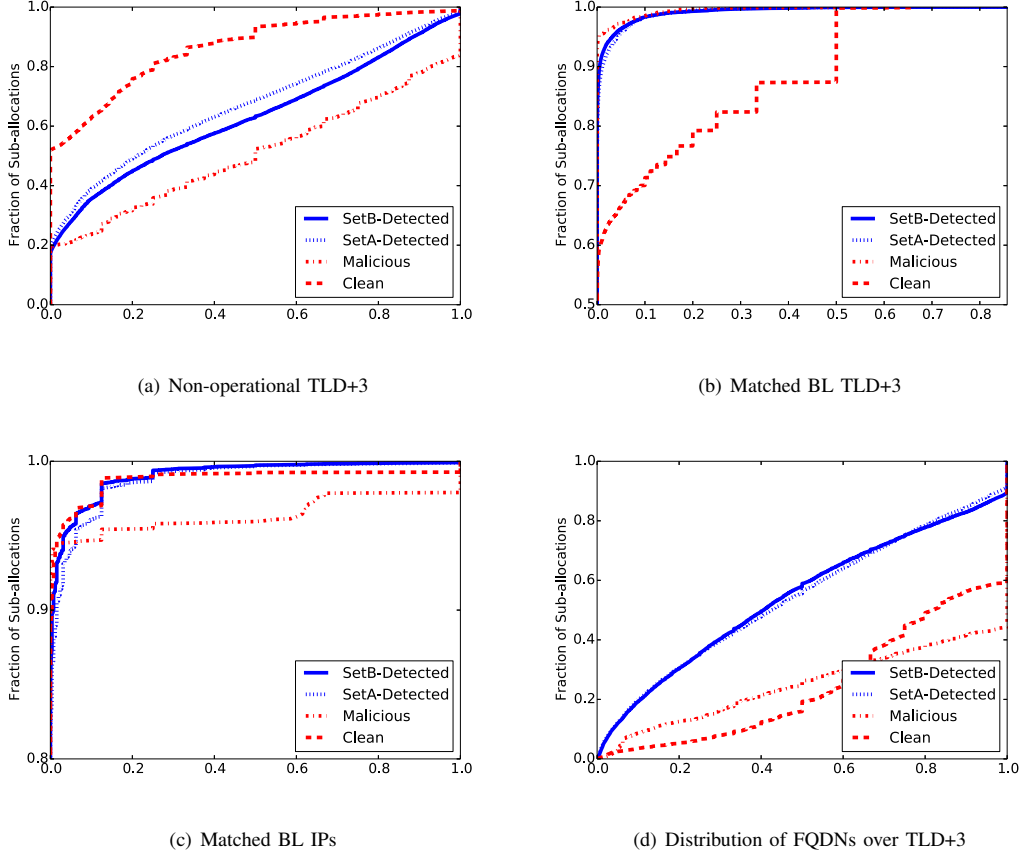 Fraction of Sub-allocations
1.0
0.8
0.6
0.4
0.2
0.0
0.0 0.2 0.4 0.6 0.8 1.0
SetB-Detected
SetA-Detected
Malicious
Clean
(a) Non-operational TLD+3
Fraction of Sub-allocations
1.0
0.9
0.8
0.7
0.6
0.5
0.0 0.1 0.2 0.3 0.4 0.5 0.6 0.7 0.8
SetB-Detected
SetA-Detected
Malicious
Clean
(b) Matched BL TLD+3
Fraction of Sub-allocations
1.0
0.9
0.8
0.0 0.2 0.4 0.6 0.8 1.0
SetB-Detected
SetA-Detected
Malicious
Clean
(c) Matched BL IPs
Fraction of Sub-allocations
1.0
0.8
0.6
0.4
0.2
0.0
0.0 0.2 0.4 0.6 0.8 1.0
SetB-Detected
SetA-Detected
Malicious
Clean
(d) Distribution of FQDNs over TLD+3